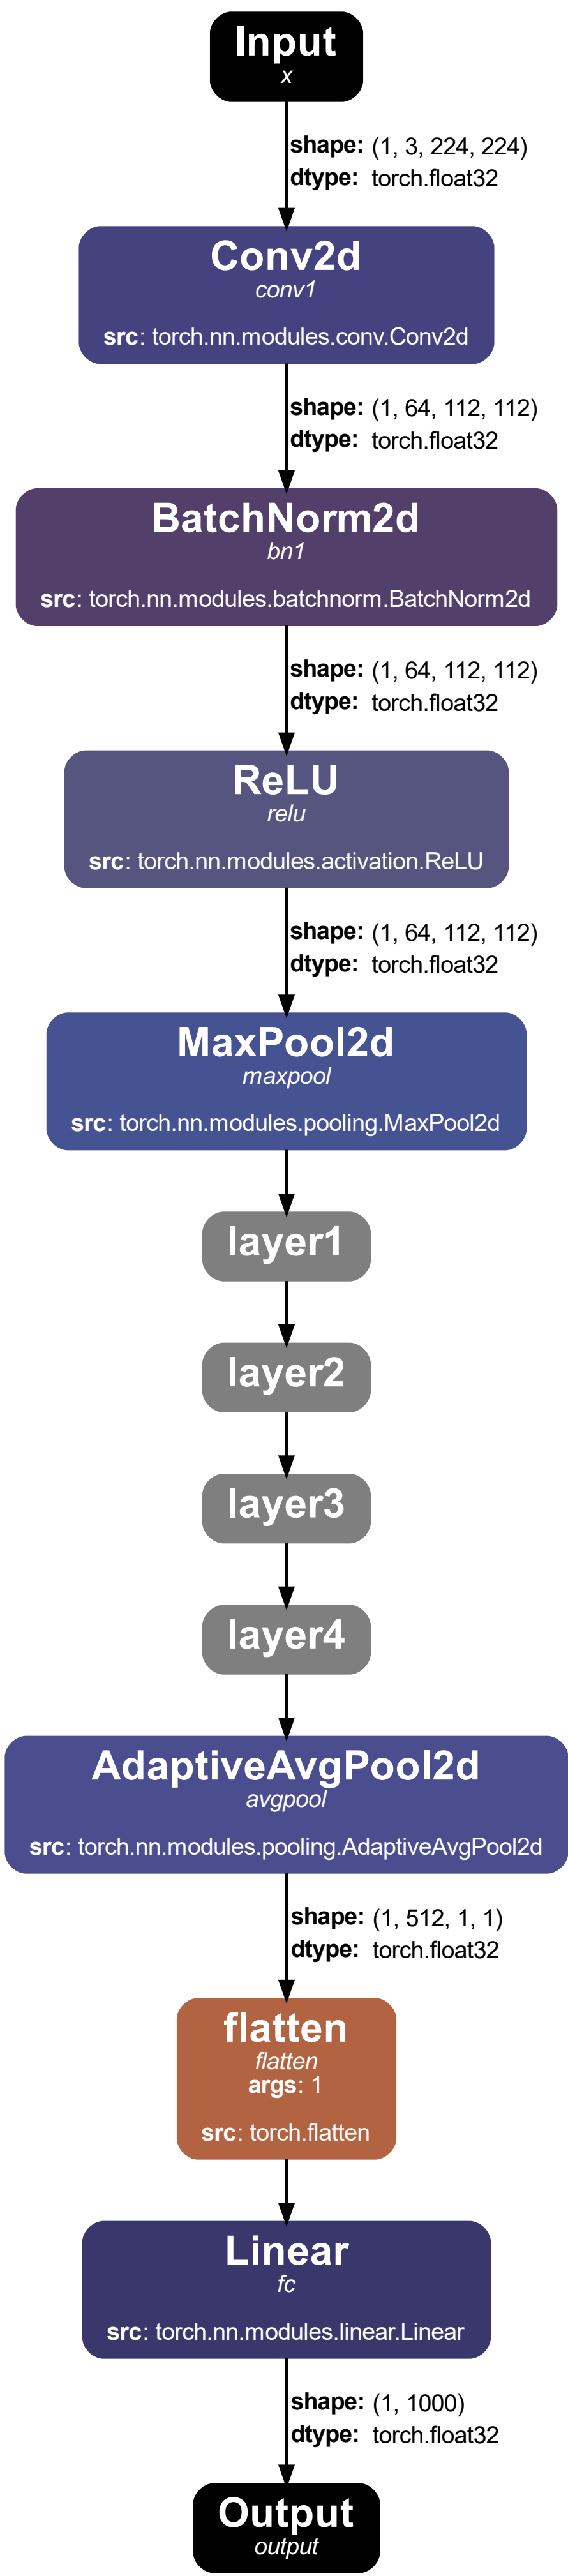 Input
x
shape: (1, 3, 224, 224)
dtype: torch.float32
Conv2d
conv1
src: torch.nn.modules.conv.Conv2d
shape: (1, 64, 112, 112)
dtype: torch.float32
BatchNorm2d
bn1
src: torch.nn.modules.batchnorm.BatchNorm2d
shape: (1, 64, 112, 112)
dtype: torch.float32
ReLU
relu
src: torch.nn.modules.activation.ReLU
shape: (1, 64, 112, 112)
dtype: torch.float32
MaxPool2d
maxpool
src: torch.nn.modules.pooling.MaxPool2d
layer1
layer2
layer3
layer4
AdaptiveAvgPool2d
avgpool
src: torch.nn.modules.pooling.AdaptiveAvgPool2d
shape: (1, 512, 1, 1)
dtype: torch.float32
flatten
flatten
args: 1
src: torch.flatten
Linear
fc
src: torch.nn.modules.linear.Linear
shape: (1, 1000)
dtype: torch.float32
Output
output